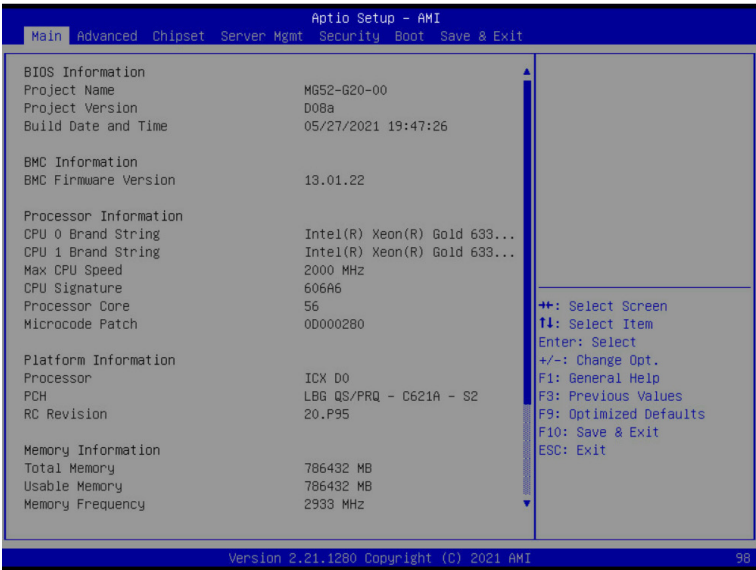 Aptio Setup - AMI
Main Advanced Chipset Server Mgmt Security Boot Save & Exit
BIOS Information
Project Name MG52-G20-00
Project Version D08a
Build Date and Time 05/27/2021 19:47:26
BMC Information
BMC Firmware Version 13.01.22
Processor Information
CPU 0 Brand String Intel(R) Xeon(R) Gold 633...
CPU 1 Brand String Intel(R) Xeon(R) Gold 633...
Max CPU Speed 2000 MHz
CPU Signature 606A6
Processor Core 56
Microcode Patch 0D000280
Platform Information
Processor ICX D0
PCH LBG QS/PRQ - C621A - S2
RC Revision 20.P95
Memory Information
Total Memory 786432 MB
Usable Memory 786432 MB
Memory Frequency 2933 MHz
→←: Select Screen
↑↓: Select Item
Enter: Select
+/-: Change Opt.
F1: General Help
F3: Previous Values
F9: Optimized Defaults
F10: Save & Exit
ESC: Exit
Version 2.21.1280 Copyright (C) 2021 AMI
98